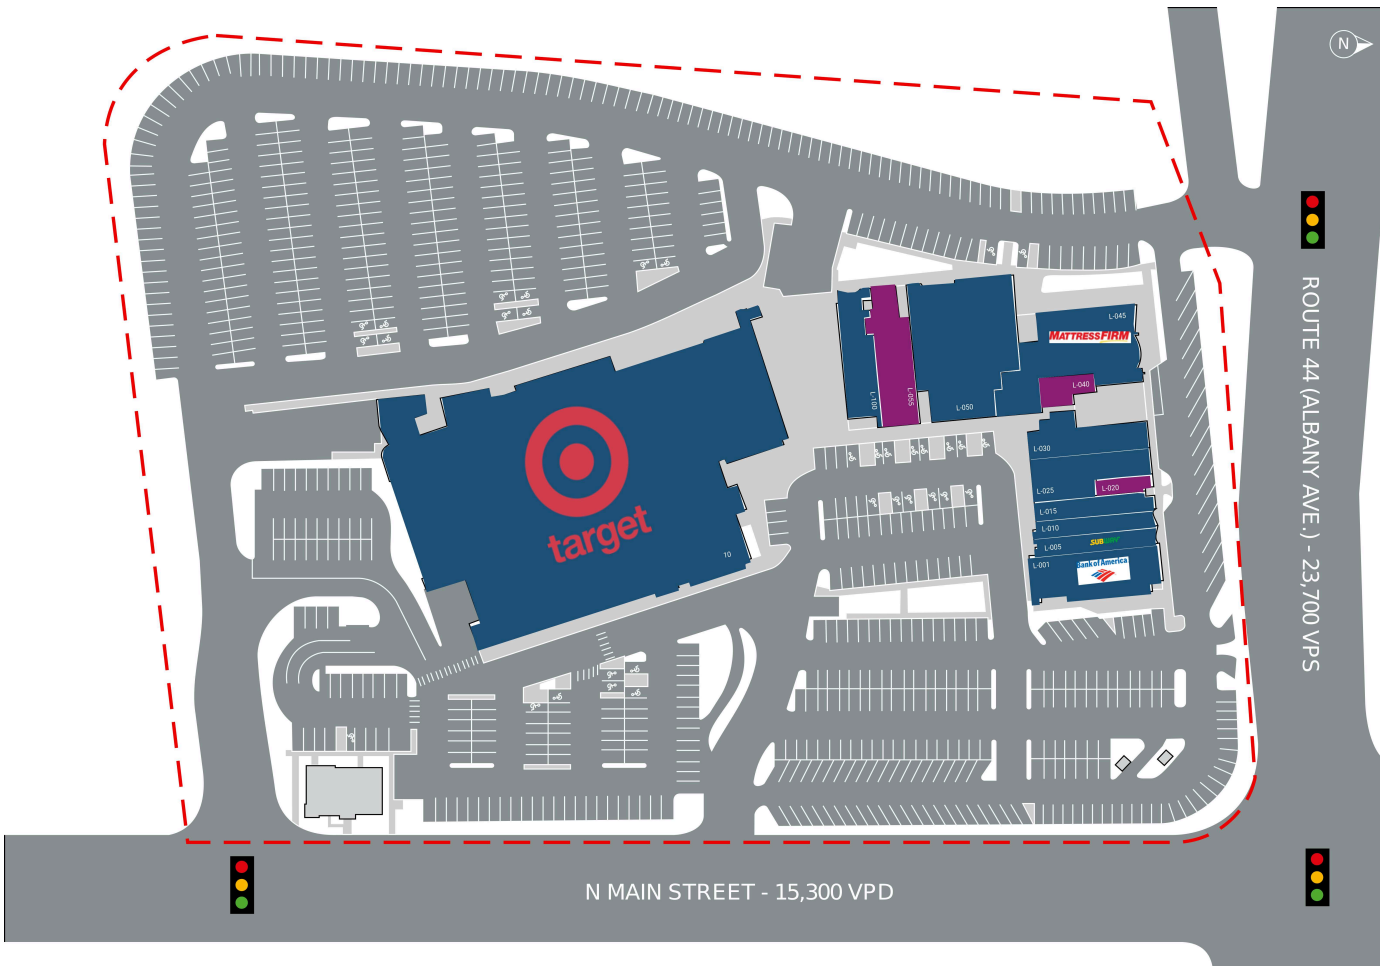 N
L-045
MATTRESSFIRM
ROUTE 44 (ALBANY AVE.) - 23,700 VPS
L-040
L-100
L-055
L-050
L-030
L-025
L-020
L-015
L-010
SUBWAY
L-005
L-001
Bank of America
target
10
N MAIN STREET - 15,300 VPD